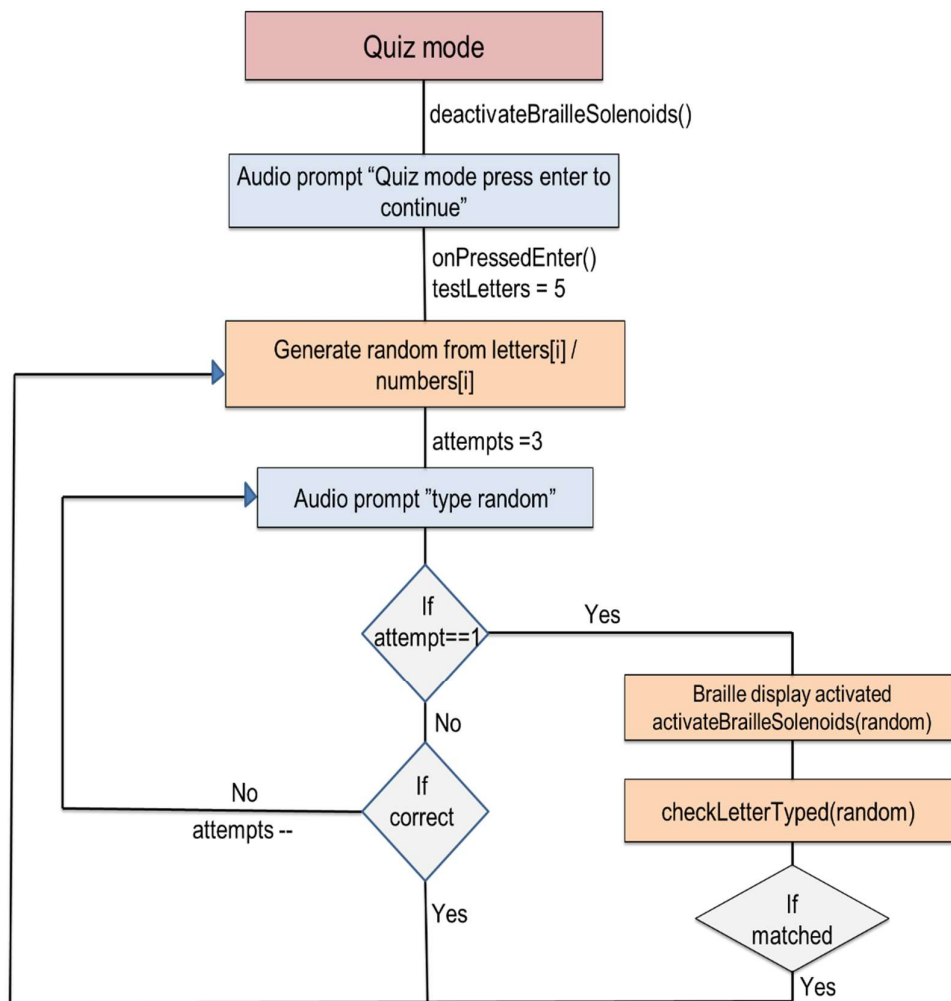 Quiz mode
deactivateBrailleSolenoids()
Audio prompt “Quiz mode press enter to
continue”
onPressedEnter()
testLetters = 5
Generate random from letters[i] /
numbers[i]
attempts =3
Audio prompt ”type random”
If
attempt==1
Yes
Braille display activated
activateBrailleSolenoids(random)
No
If
correct
No
attempts --
checkLetterTyped(random)
Yes
If
matched
Yes